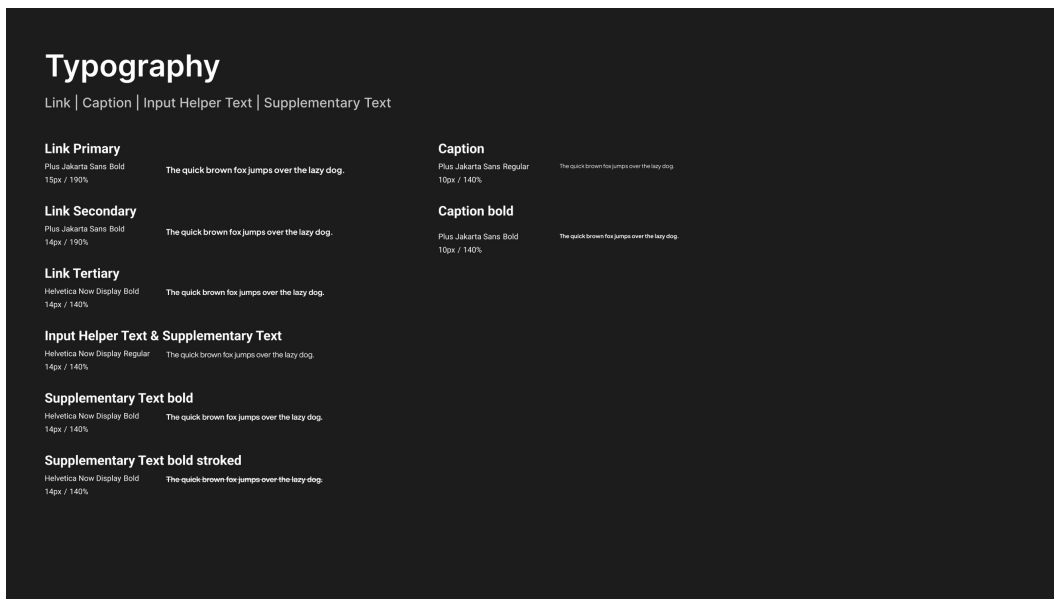 Typography
Link | Caption | Input Helper Text | Supplementary Text
Link Primary
Plus Jakarta Sans Bold
15px / 190%
The quick brown fox jumps over the lazy dog.
Link Secondary
Plus Jakarta Sans Bold
14px / 190%
The quick brown fox jumps over the lazy dog.
Link Tertiary
Helvetica Now Display Bold
14px / 140%
The quick brown fox jumps over the lazy dog.
Input Helper Text & Supplementary Text
Helvetica Now Display Regular
14px / 140%
The quick brown fox jumps over the lazy dog.
Supplementary Text bold
Helvetica Now Display Bold
14px / 140%
The quick brown fox jumps over the lazy dog.
Supplementary Text bold stroked
Helvetica Now Display Bold
14px / 140%
The quick brown fox jumps over the lazy dog.
Caption
Plus Jakarta Sans Regular
10px / 140%
The quick brown fox jumps over the lazy dog.
Caption bold
Plus Jakarta Sans Bold
10px / 140%
The quick brown fox jumps over the lazy dog.